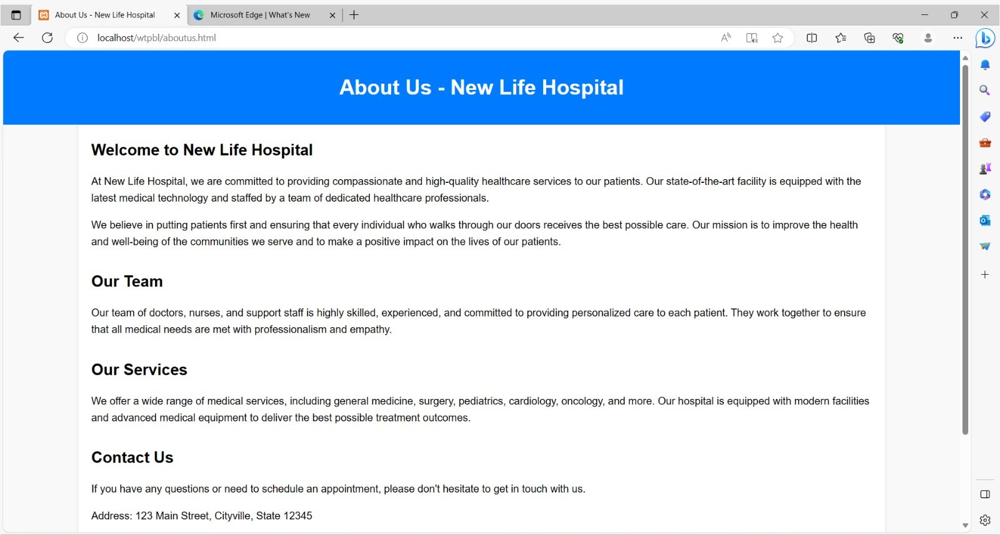 About Us - New Life Hospital
Microsoft Edge | What's New
localhost/wtpbl/aboutus.html
About Us - New Life Hospital
Welcome to New Life Hospital
At New Life Hospital, we are committed to providing compassionate and high-quality healthcare services to our patients. Our state-of-the-art facility is equipped with the
latest medical technology and staffed by a team of dedicated healthcare professionals.
We believe in putting patients first and ensuring that every individual who walks through our doors receives the best possible care. Our mission is to improve the health
and well-being of the communities we serve and to make a positive impact on the lives of our patients.
Our Team
Our team of doctors, nurses, and support staff is highly skilled, experienced, and committed to providing personalized care to each patient. They work together to ensure
that all medical needs are met with professionalism and empathy.
Our Services
We offer a wide range of medical services, including general medicine, surgery, pediatrics, cardiology, oncology, and more. Our hospital is equipped with modern facilities
and advanced medical equipment to deliver the best possible treatment outcomes.
Contact Us
If you have any questions or need to schedule an appointment, please don't hesitate to get in touch with us.
Address: 123 Main Street, Cityville, State 12345